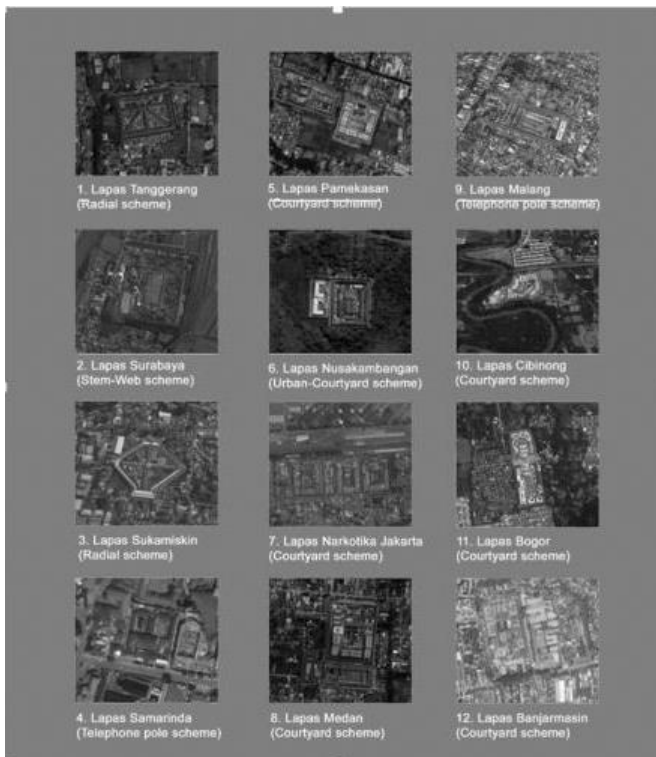 1. Lapas Tanggerang
(Radial scheme)
2. Lapas Surabaya
(Stem-Web scheme)
3. Lapas Sukamiskin
(Radial scheme)
4. Lapas Samarinda
(Telephone pole scheme)
5. Lapas Pamekasan
(Courtyard scheme)
6. Lapas Nusakambangan
(Urban-Courtyard scheme)
7. Lapas Narkotika Jakarta
(Courtyard scheme)
8. Lapas Medan
(Courtyard scheme)
9. Lapas Malang
(Telephone pole scheme)
10. Lapas Cibinong
(Courtyard scheme)
11. Lapas Bogor
(Courtyard scheme)
12. Lapas Banjarmasin
(Courtyard scheme)